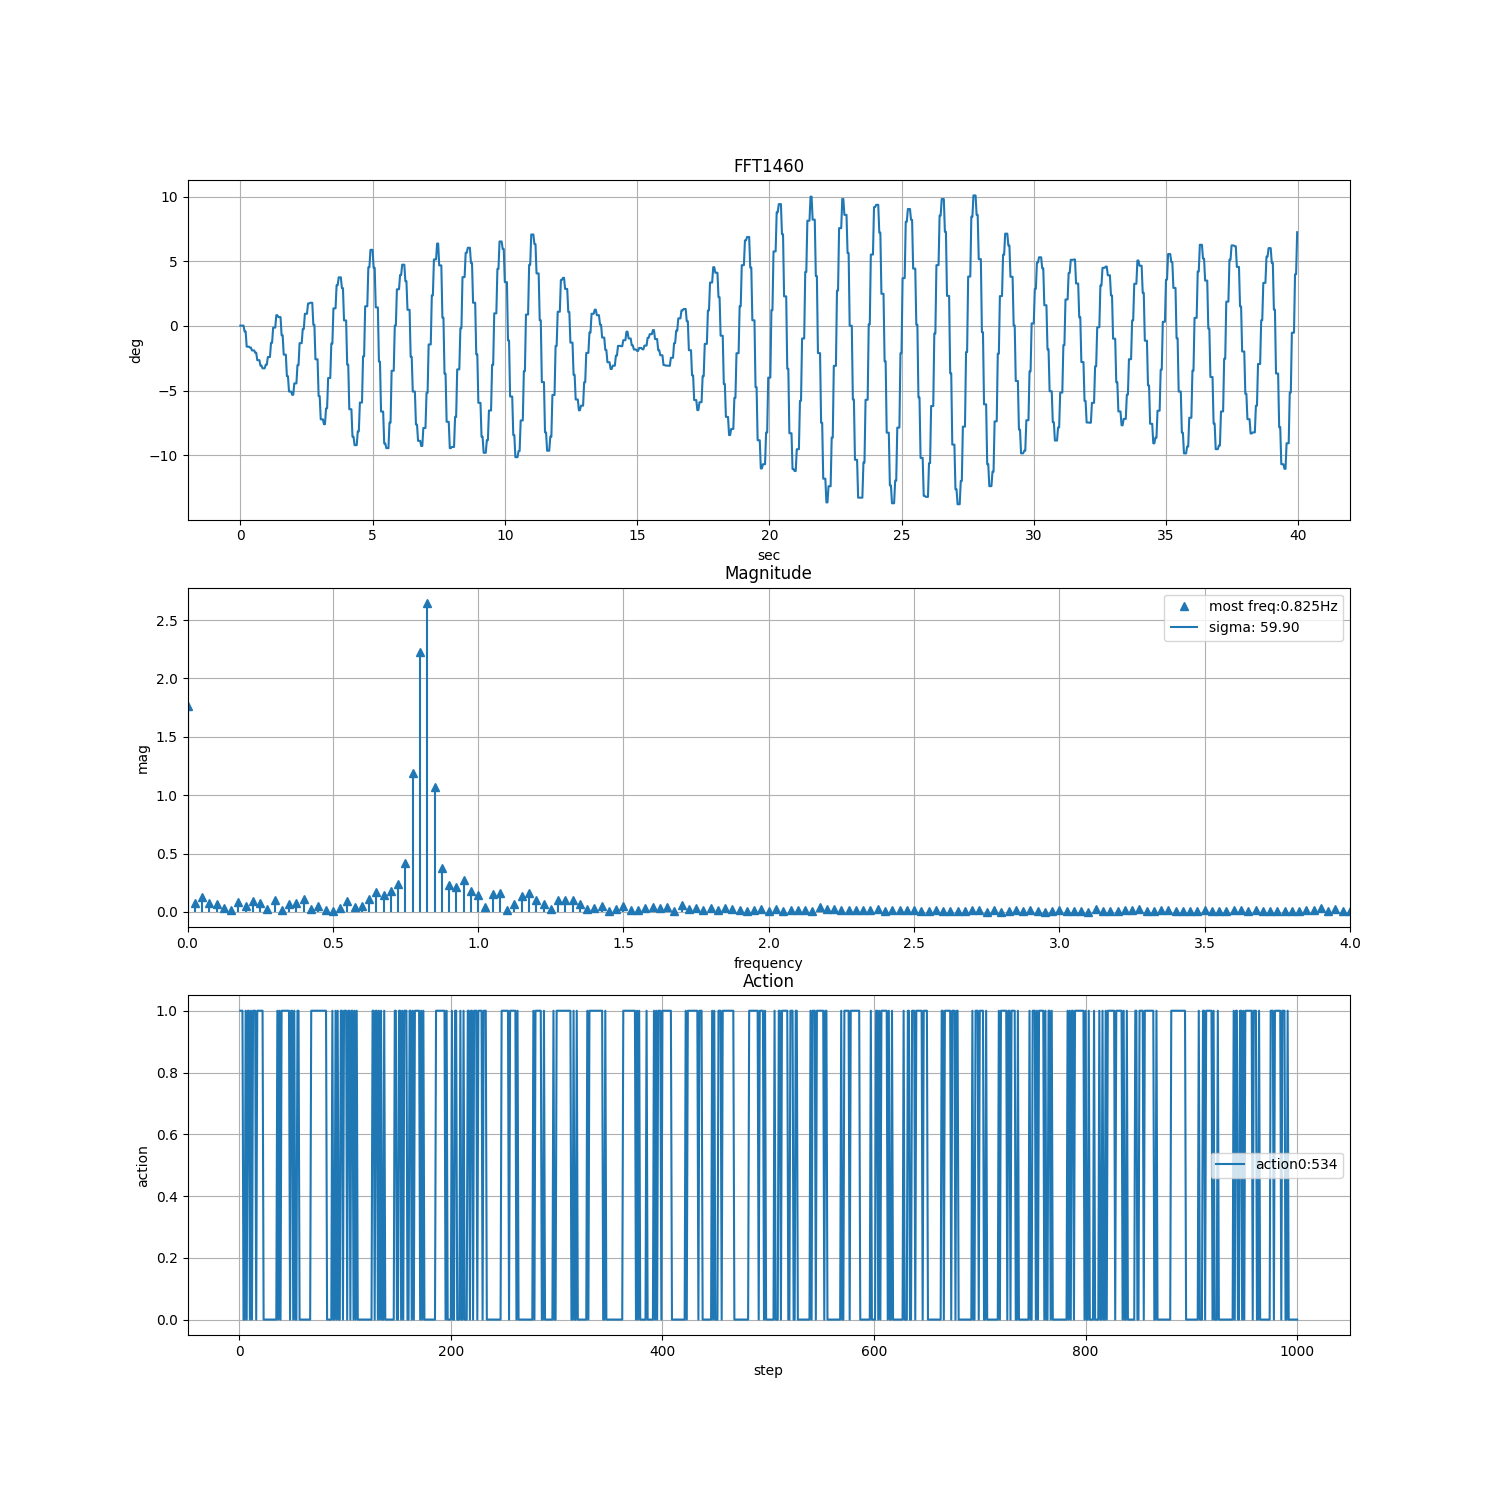 FFT1460
10
5
0
−5
−10
deg
0 5 10 15 20 25 30 35 40
sec
Magnitude
most freq:0.825Hz
sigma: 59.90
2.5
2.0
1.5
1.0
0.5
0.0
mag
0.0 0.5 1.0 1.5 2.0 2.5 3.0 3.5 4.0
frequency
Action
1.0
0.8
0.6
0.4
0.2
0.0
action
action0:534
0 200 400 600 800 1000
step